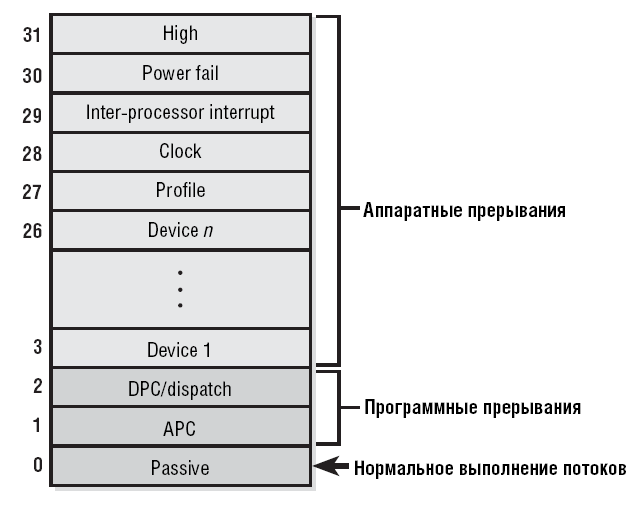 31 High
30 Power fail
29 Inter-processor interrupt
28 Clock
27 Profile
Аппаратные прерывания
26 Device n
3 Device 1
2 DPC/dispatch
Программные прерывания
1 APC
0 Passive
Нормальное выполнение потоков